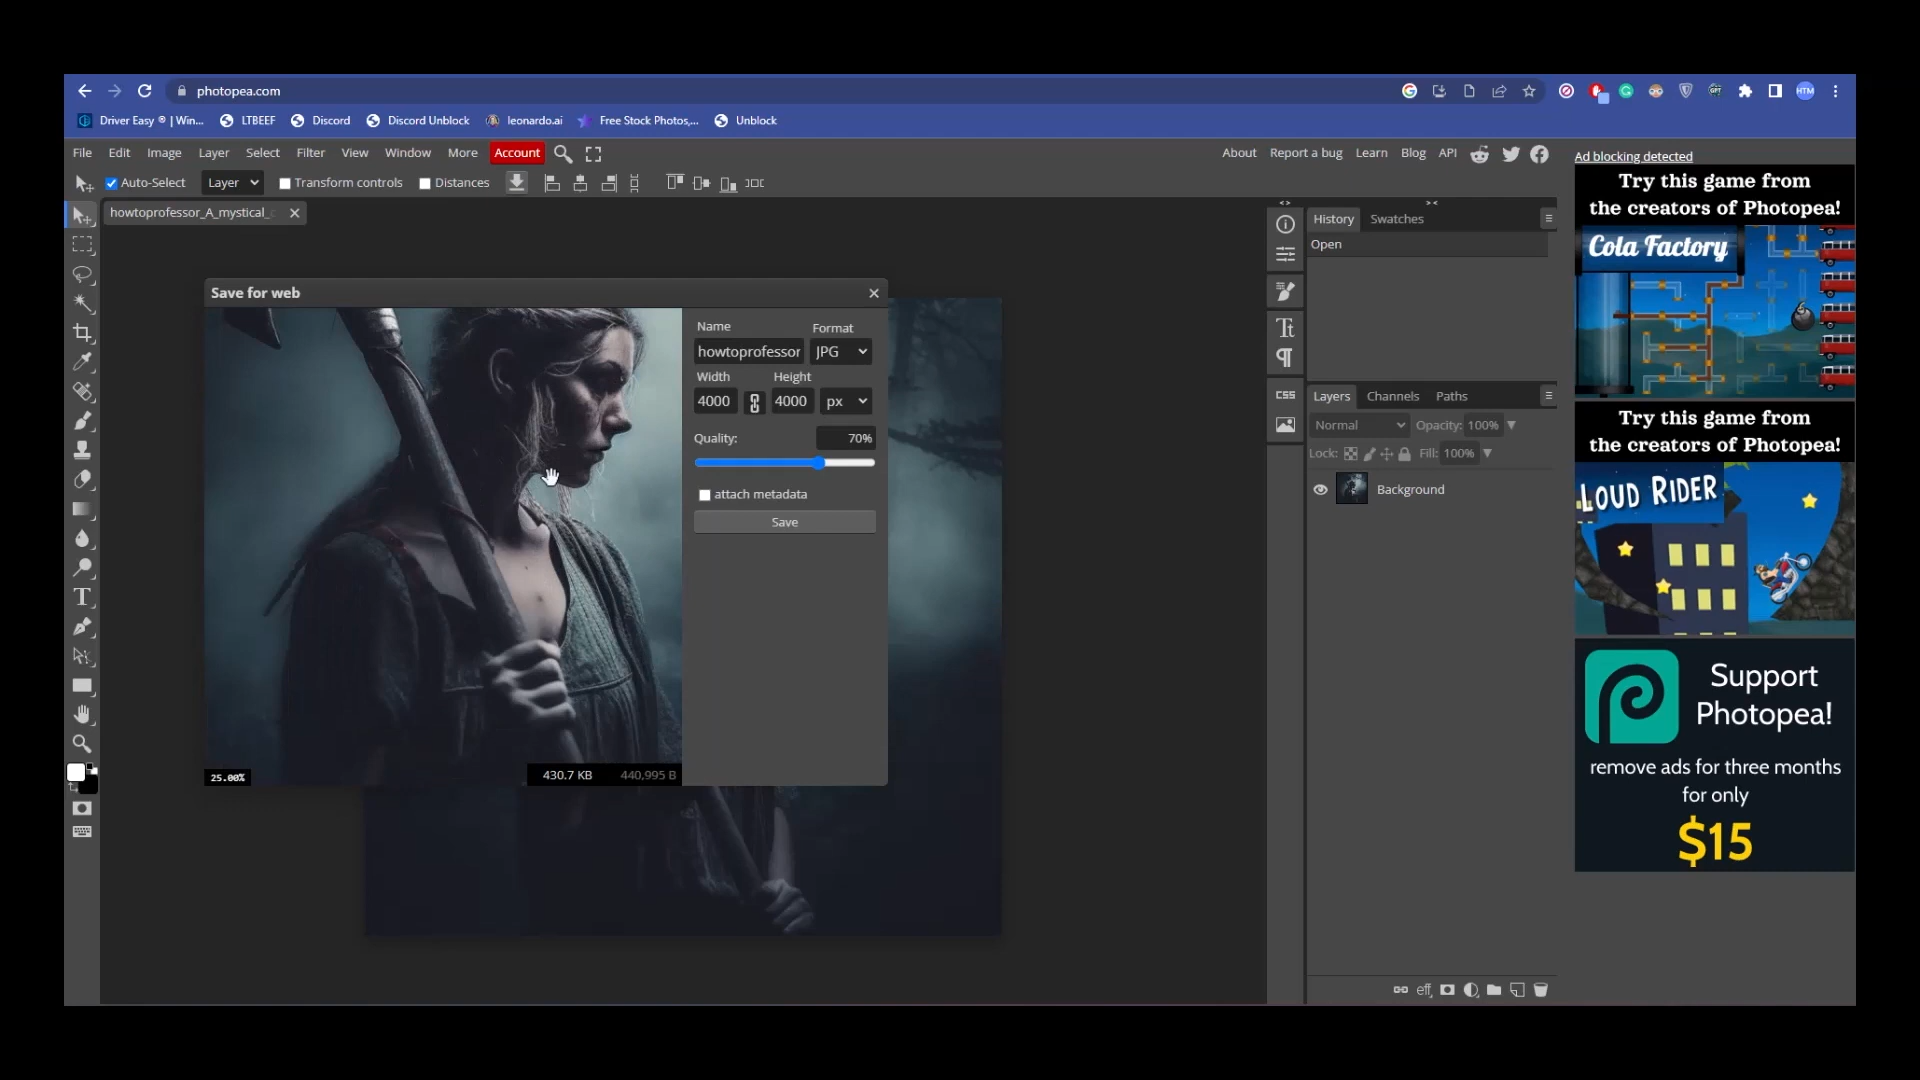 photopea.com
HTM
Driver Easy ® | Win...
LTBEEF
Discord
Discord Unblock
leonardo.ai
Free Stock Photos,...
Unblock
File Edit Image Layer Select Filter View Window More Account
About Report a bug Learn Blog API
Ad blocking detected
Auto-Select
Layer
Transform controls
Distances
howtoprofessor_A_mystical_
History Swatches
Open
Save for web
Name
Format
howtoprofessor
JPG
Width
Height
4000
4000
px
Quality:
70%
attach metadata
Save
25.00%
430.7 KB 440,995 B
Tt
CSS
Layers Channels Paths
Normal
Opacity: 100%
Lock:
Fill: 100%
Background
eff
Try this game from
the creators of Photopea!
Cola Factory
Try this game from
the creators of Photopea!
LOUD RIDER
Support
Photopea!
remove ads for three months
for only
$15